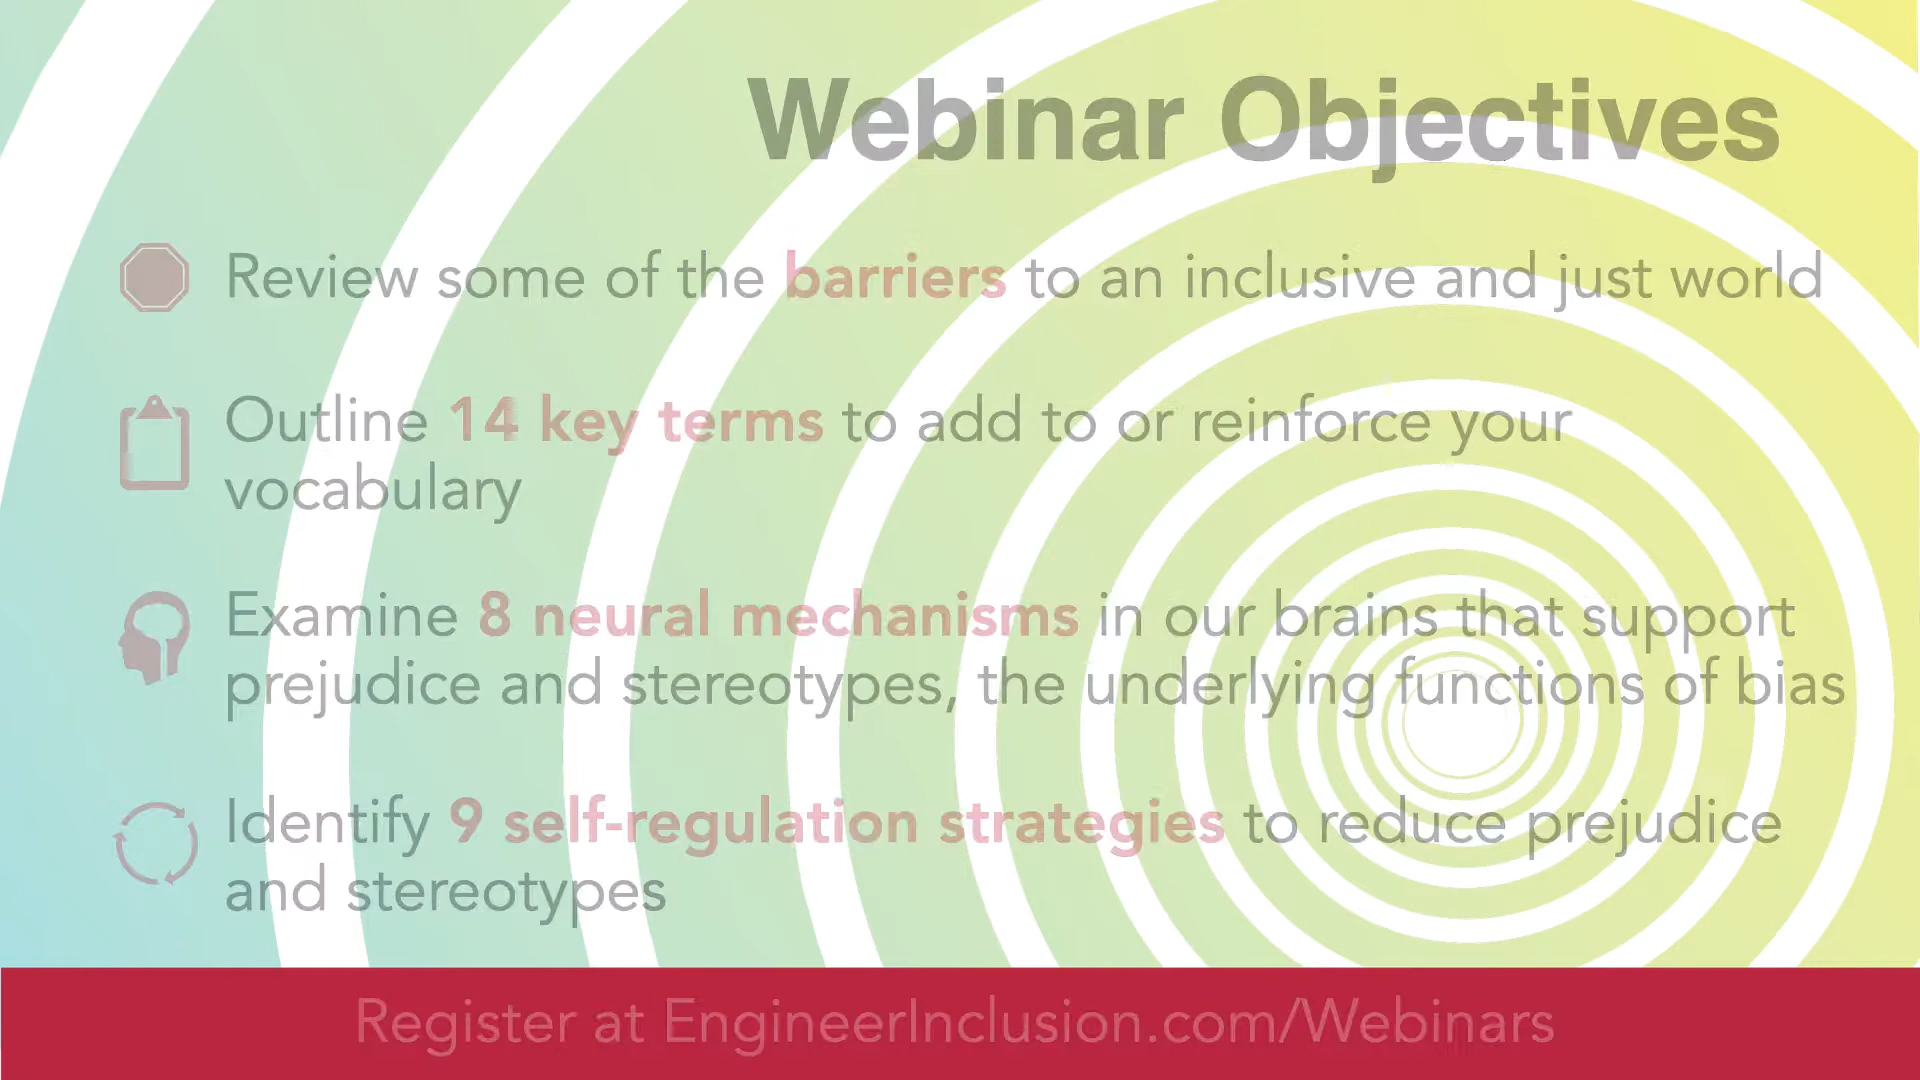 Webinar Objectives
Review some of the barriers to an inclusive and just world
Outline 14 key terms to add to or reinforce your
vocabulary
Examine 8 neural mechanisms in our brains that support
prejudice and stereotypes, the underlying functions of bias
Identify 9 self-regulation strategies to reduce prejudice
and stereotypes
Register at EngineerInclusion.com/Webinars